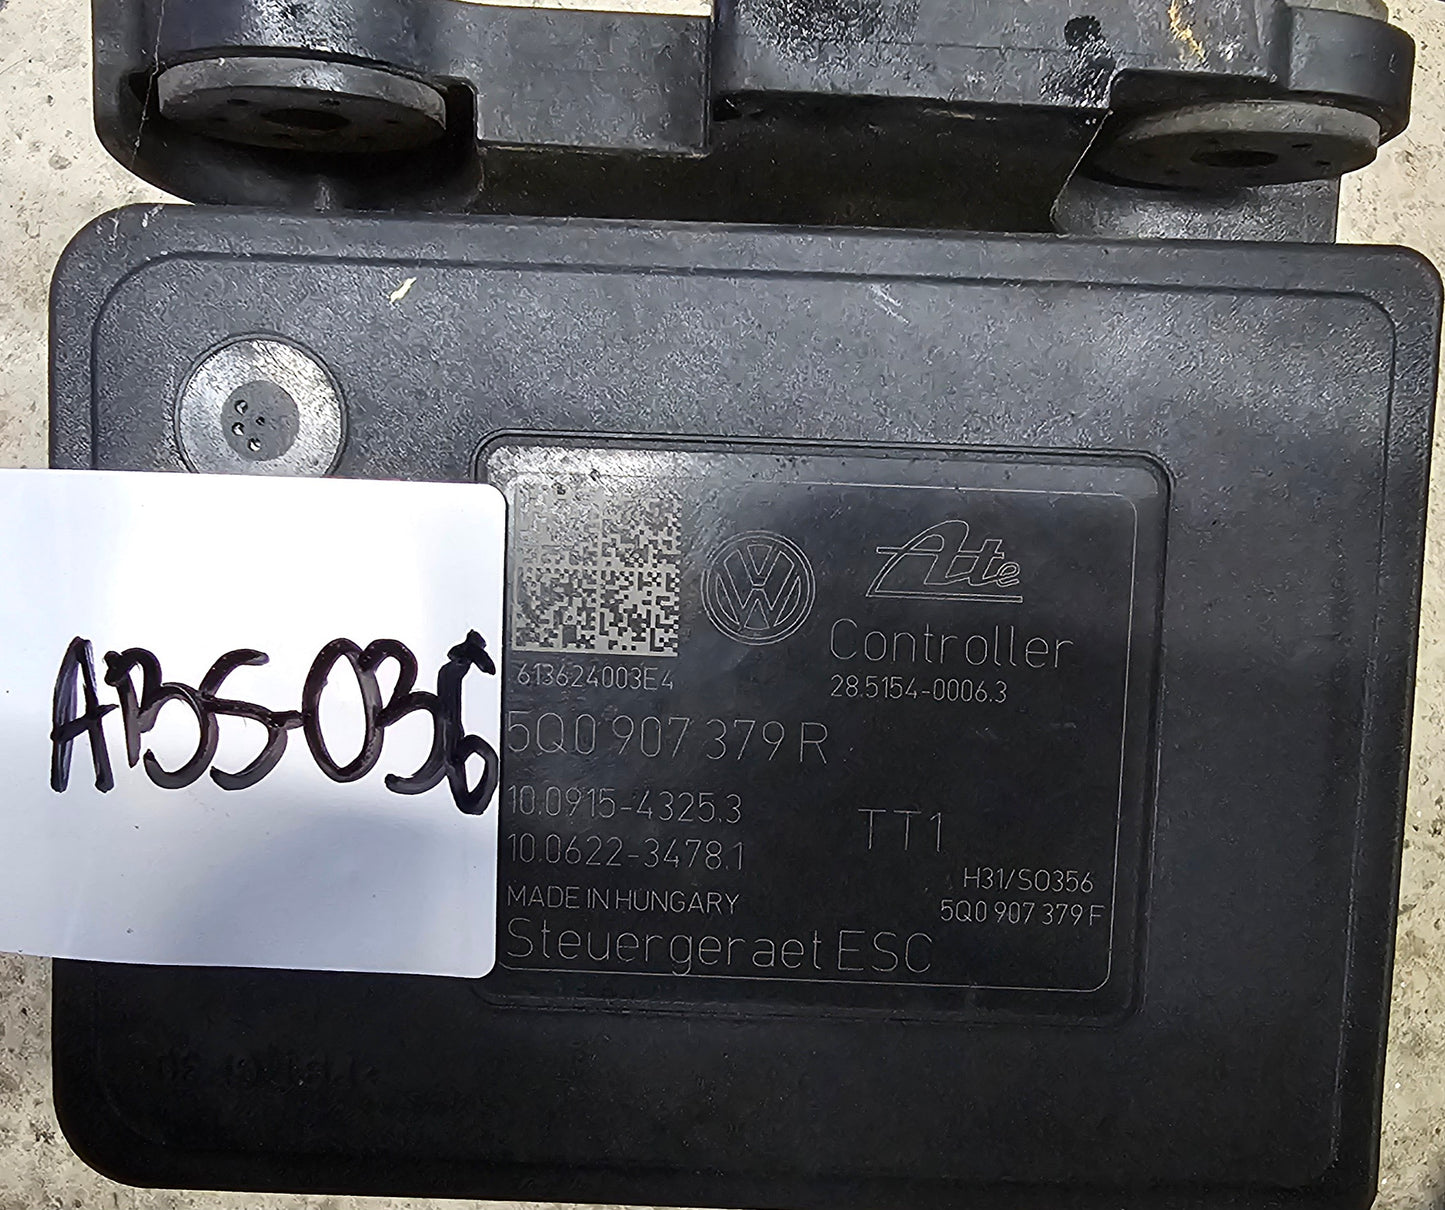 ABS-036
Ate
Controller
28.5154-0006.3
613624003E4
5Q0 907 379 R
10.0915-4325.3
10.0622-3478.1
TT1
H31/S0356
MADE IN HUNGARY
5Q0 907 379 F
Steuergeraet ESC